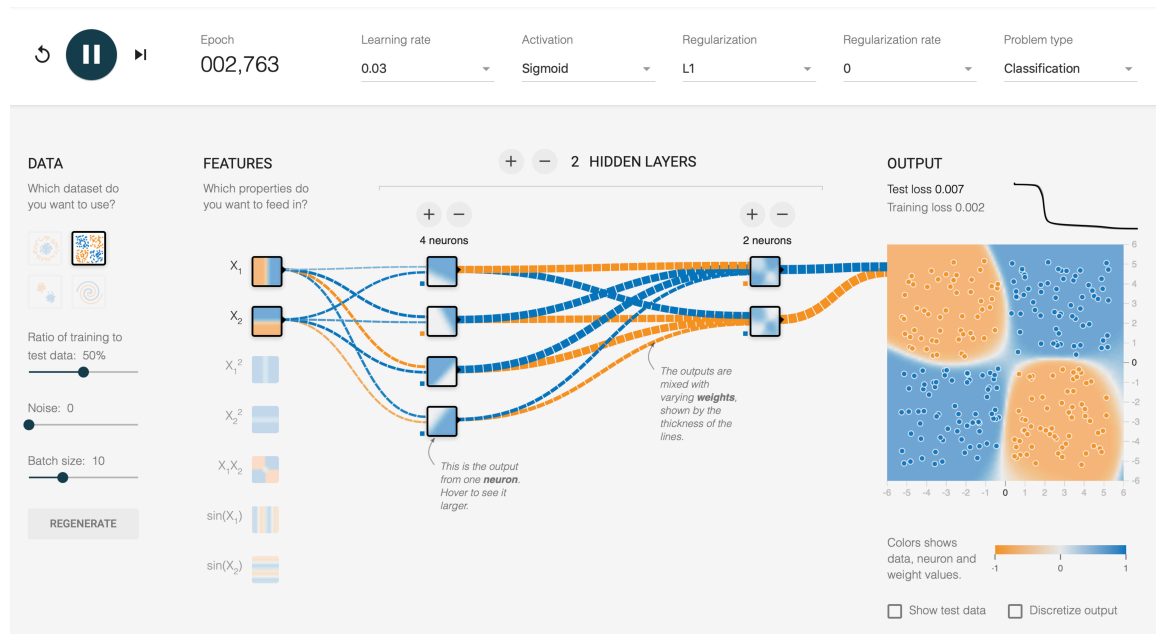 Epoch
002,763
Learning rate
0.03
Activation
Sigmoid
Regularization
L1
Regularization rate
0
Problem type
Classification
DATA
Which dataset do
you want to use?
Ratio of training to
test data: 50%
Noise: 0
Batch size: 10
REGENERATE
FEATURES
Which properties do
you want to feed in?
X1
X2
X1²
X2²
X1X2
sin(X1)
sin(X2)
+ − 2 HIDDEN LAYERS
+ −
4 neurons
+ −
2 neurons
This is the output
from one neuron.
Hover to see it
larger.
The outputs are
mixed with
varying weights,
shown by the
thickness of the
lines.
OUTPUT
Test loss 0.007
Training loss 0.002
6
5
4
3
2
1
0
-1
-2
-3
-4
-5
-6
-6 -5 -4 -3 -2 -1 0 1 2 3 4 5 6
Colors shows
data, neuron and
weight values.
-1 0 1
Show test data
Discretize output